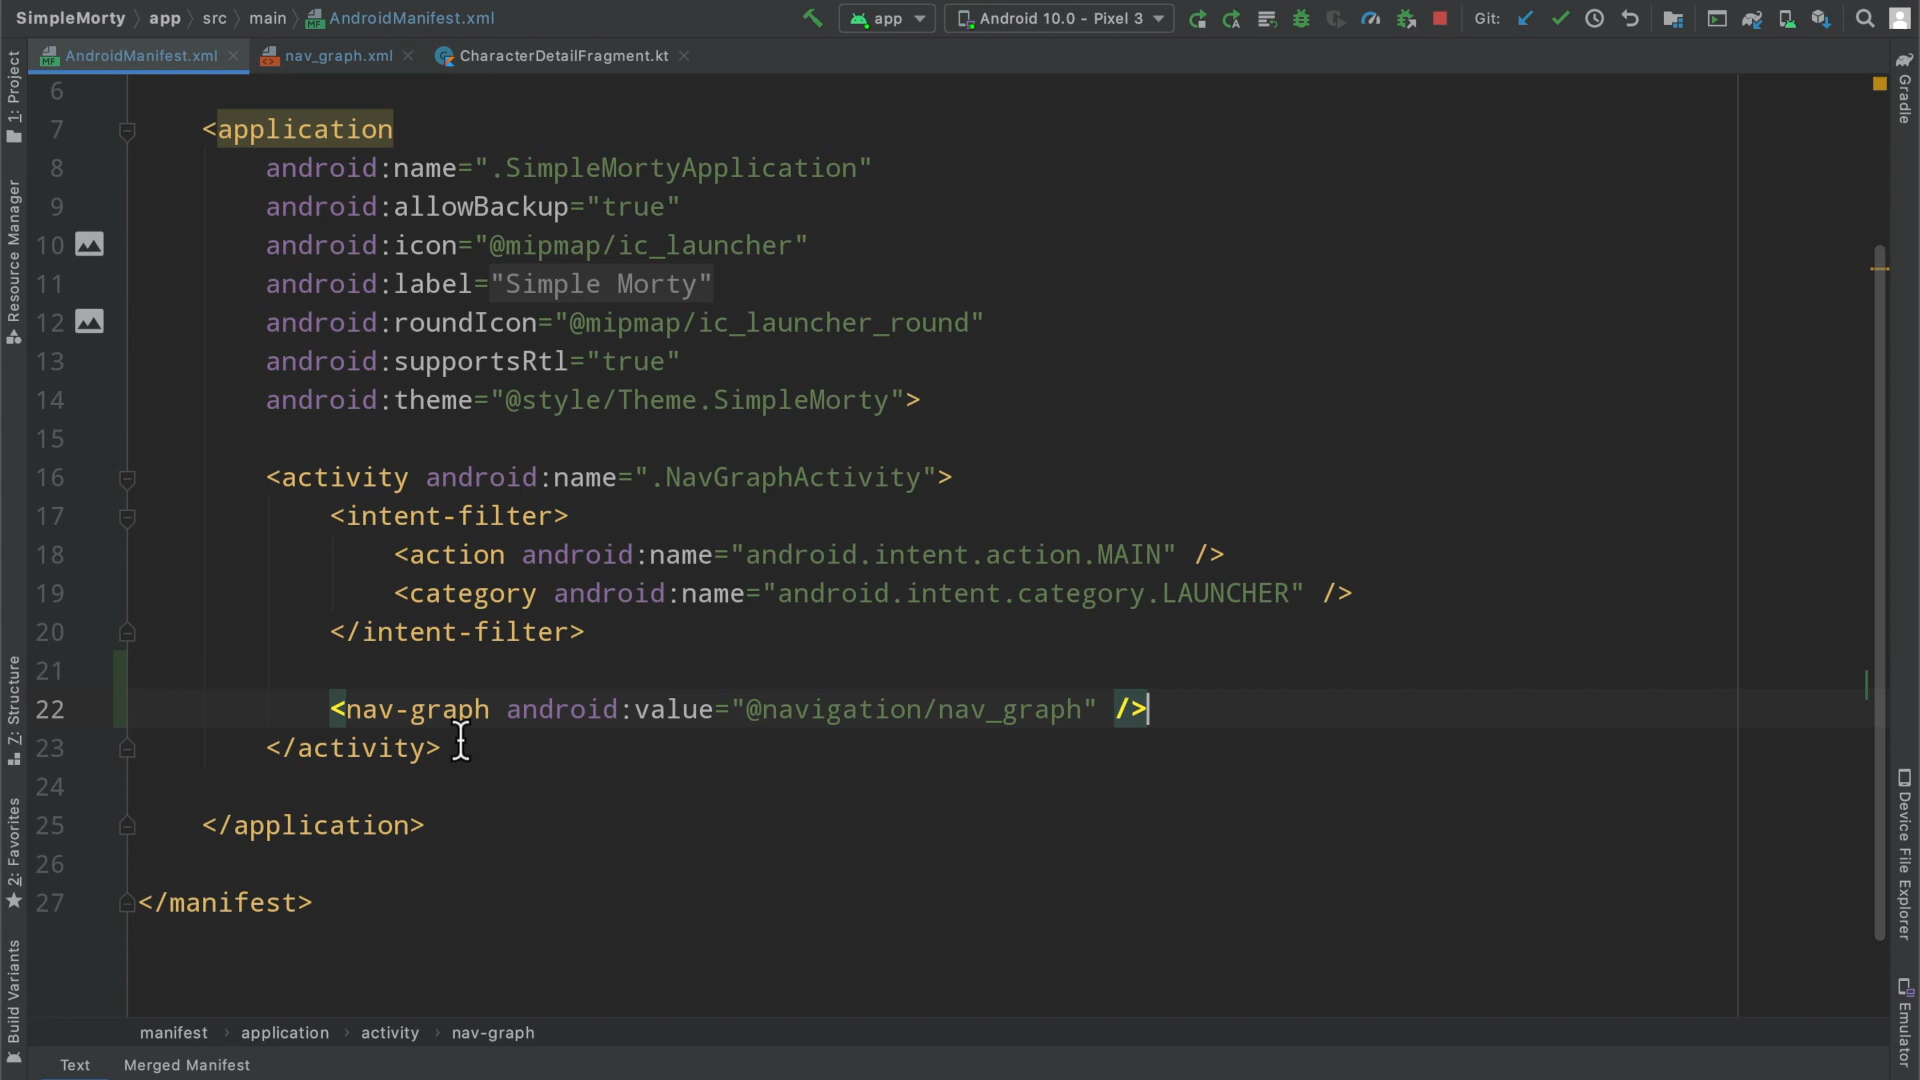 SimpleMorty app src main AndroidManifest.xml app Android 10.0 - Pixel 3 Git:
AndroidManifest.xml nav_graph.xml CharacterDetailFragment.kt
1: Project
Resource Manager
Z: Structure
2: Favorites
Build Variants
6
7 <application
8 android:name=".SimpleMortyApplication"
9 android:allowBackup="true"
10 android:icon="@mipmap/ic_launcher"
11 android:label="Simple Morty"
12 android:roundIcon="@mipmap/ic_launcher_round"
13 android:supportsRtl="true"
14 android:theme="@style/Theme.SimpleMorty">
15
16 <activity android:name=".NavGraphActivity">
17 <intent-filter>
18 <action android:name="android.intent.action.MAIN" />
19 <category android:name="android.intent.category.LAUNCHER" />
20 </intent-filter>
21
22 <nav-graph android:value="@navigation/nav_graph" />
23 </activity>
24
25 </application>
26
27 </manifest>
Gradle
Device File Explorer
Emulator
manifest application activity nav-graph
Text Merged Manifest